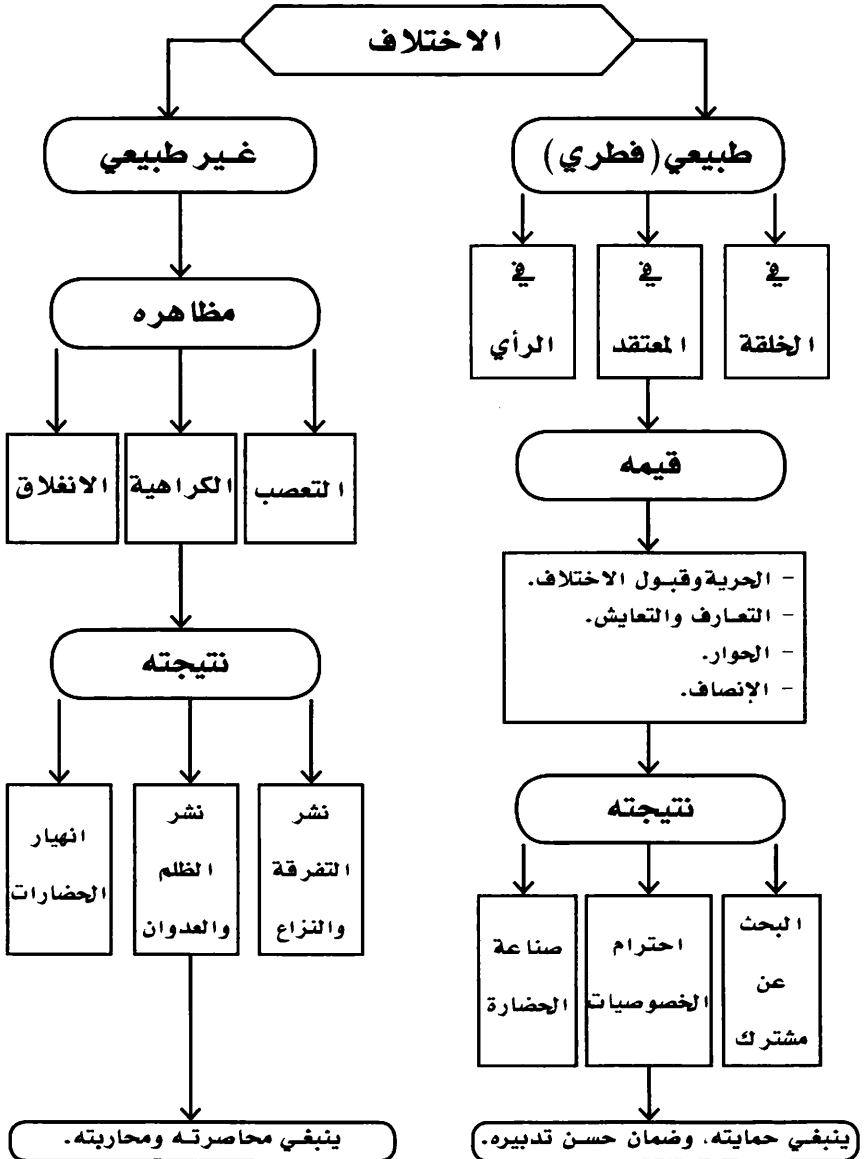 الاختلاف
طبيعي (فطري)
في
الخلقة
في
المعتقد
في
الرأي
قيمه
- الحرية وقبول الاختلاف.
- التعارف والتعايش.
- الحوار.
- الإنصاف.
نتيجته
البحث
عن
مشترك
احترام
الخصوصيات
صناعة
الحضارة
ينبغي حمايته، وضمان حسن تدبيره.
غير طبيعي
مظاهره
التعصب
الكراهية
الانغلاق
نتيجته
نشر
التفرقة
والنزاع
نشر
الظلم
والعدوان
انهيار
الحضارات
ينبغي محاصرته ومحاربته.